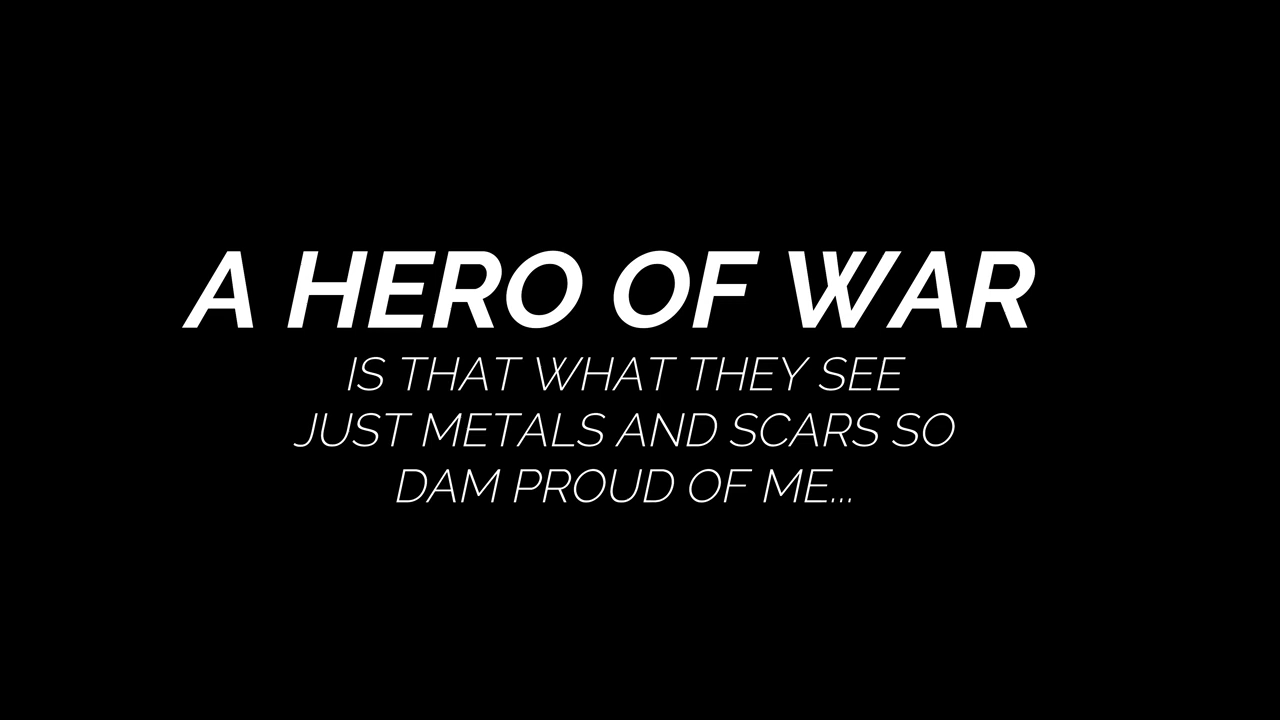 A HERO OF WAR
IS THAT WHAT THEY SEE
JUST METALS AND SCARS SO
DAM PROUD OF ME...